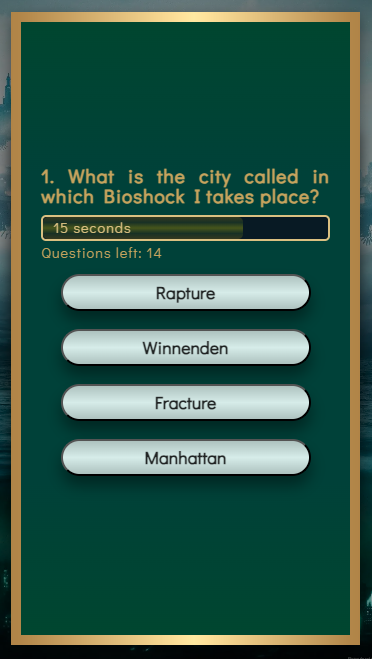 1. What is the city called in
which Bioshock I takes place?
15 seconds
Questions left: 14
Rapture
Winnenden
Fracture
Manhattan